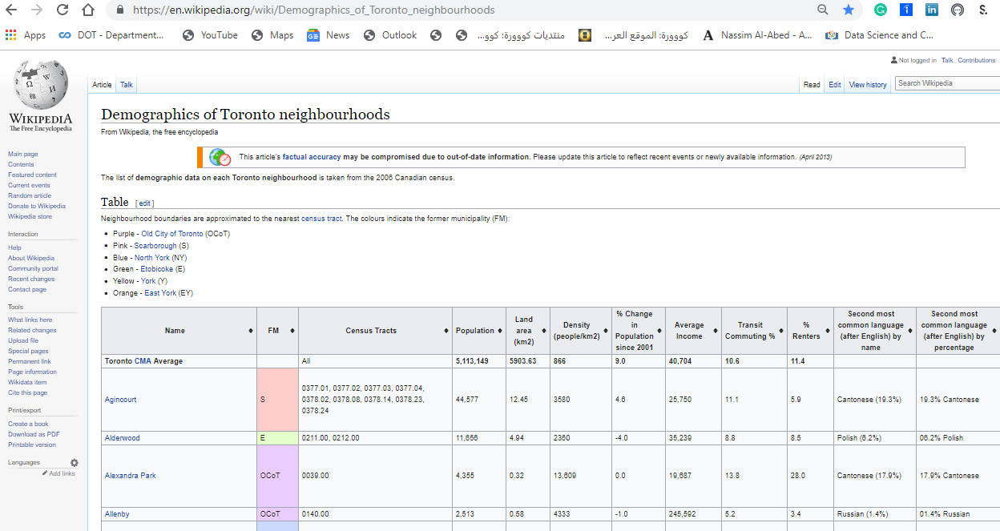 https://en.wikipedia.org/wiki/Demographics_of_Toronto_neighbourhoods
Apps DOT - Department... YouTube Maps News Outlook منتديات كووورة: كوو... كووورة: الموقع العر... Nassim Al-Abed - A... Data Science and C...
Not logged in Talk Contributions
Article Talk Read Edit View history Search Wikipedia
WIKIPEDIA
The Free Encyclopedia
Main page
Contents
Featured content
Current events
Random article
Donate to Wikipedia
Wikipedia store
Interaction
Help
About Wikipedia
Community portal
Recent changes
Contact page
Tools
What links here
Related changes
Upload file
Special pages
Permanent link
Page information
Wikidata item
Cite this page
Print/export
Create a book
Download as PDF
Printable version
Languages
Add links
Demographics of Toronto neighbourhoods
From Wikipedia, the free encyclopedia
This article's factual accuracy may be compromised due to out-of-date information. Please update this article to reflect recent events or newly available information. (April 2013)
The list of demographic data on each Toronto neighbourhood is taken from the 2006 Canadian census.
Table [ edit ]
Neighbourhood boundaries are approximated to the nearest census tract. The colours indicate the former municipality (FM):
• Purple - Old City of Toronto (OCoT)
• Pink - Scarborough (S)
• Blue - North York (NY)
• Green - Etobicoke (E)
• Yellow - York (Y)
• Orange - East York (EY)
Name FM Census Tracts Population Land area (km2) Density (people/km2) % Change in Population since 2001 Average Income Transit Commuting % % Renters Second most common language (after English) by name Second most common language (after English) by percentage
Toronto CMA Average All 5,113,149 5903.63 866 9.0 40,704 10.6 11.4
Agincourt S 0377.01, 0377.02, 0377.03, 0377.04, 0378.02, 0378.08, 0378.14, 0378.23, 0378.24 44,577 12.45 3580 4.6 25,750 11.1 5.9 Cantonese (19.3%) 19.3% Cantonese
Alderwood E 0211.00, 0212.00 11,656 4.94 2360 -4.0 35,239 8.8 8.5 Polish (6.2%) 06.2% Polish
Alexandra Park OCoT 0039.00 4,355 0.32 13,609 0.0 19,687 13.8 28.0 Cantonese (17.9%) 17.9% Cantonese
Allenby OCoT 0140.00 2,513 0.58 4333 -1.0 245,592 5.2 3.4 Russian (1.4%) 01.4% Russian